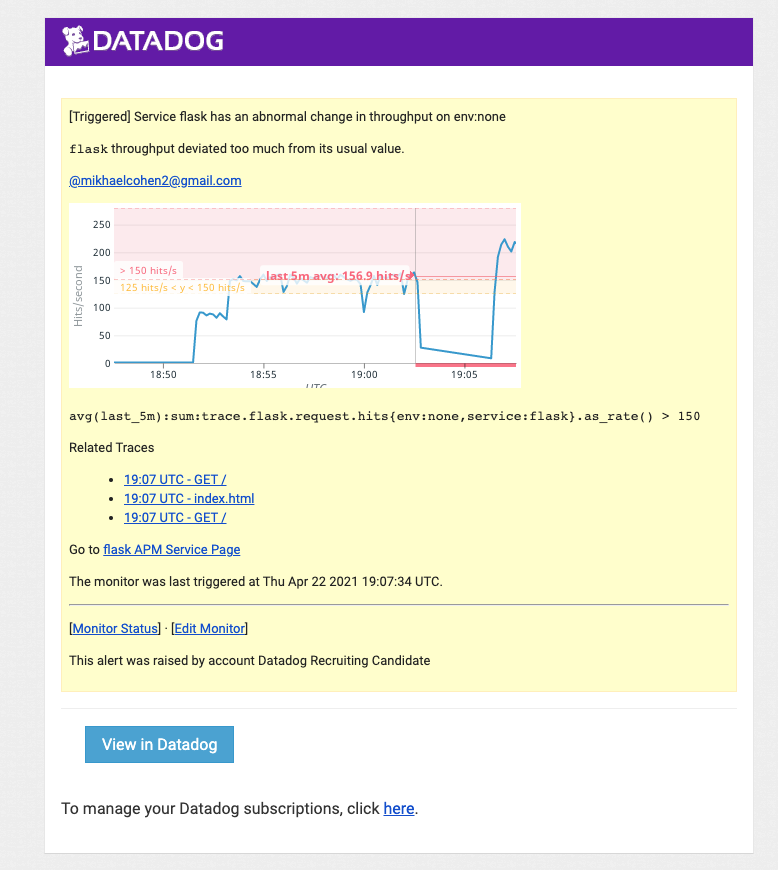 DATADOG
[Triggered] Service flask has an abnormal change in throughput on env:none
flask throughput deviated too much from its usual value.
@mikhaelcohen2@gmail.com
250
200
150
100
50
0
Hits/second
> 150 hits/s
125 hits/s < y < 150 hits/s
last 5m avg: 156.9 hits/s
18:50 18:55 19:00 19:05
UTC
avg(last_5m):sum:trace.flask.request.hits{env:none,service:flask}.as_rate() > 150
Related Traces
• 19:07 UTC - GET /
• 19:07 UTC - index.html
• 19:07 UTC - GET /
Go to flask APM Service Page
The monitor was last triggered at Thu Apr 22 2021 19:07:34 UTC.
[Monitor Status] · [Edit Monitor]
This alert was raised by account Datadog Recruiting Candidate
View in Datadog
To manage your Datadog subscriptions, click here.